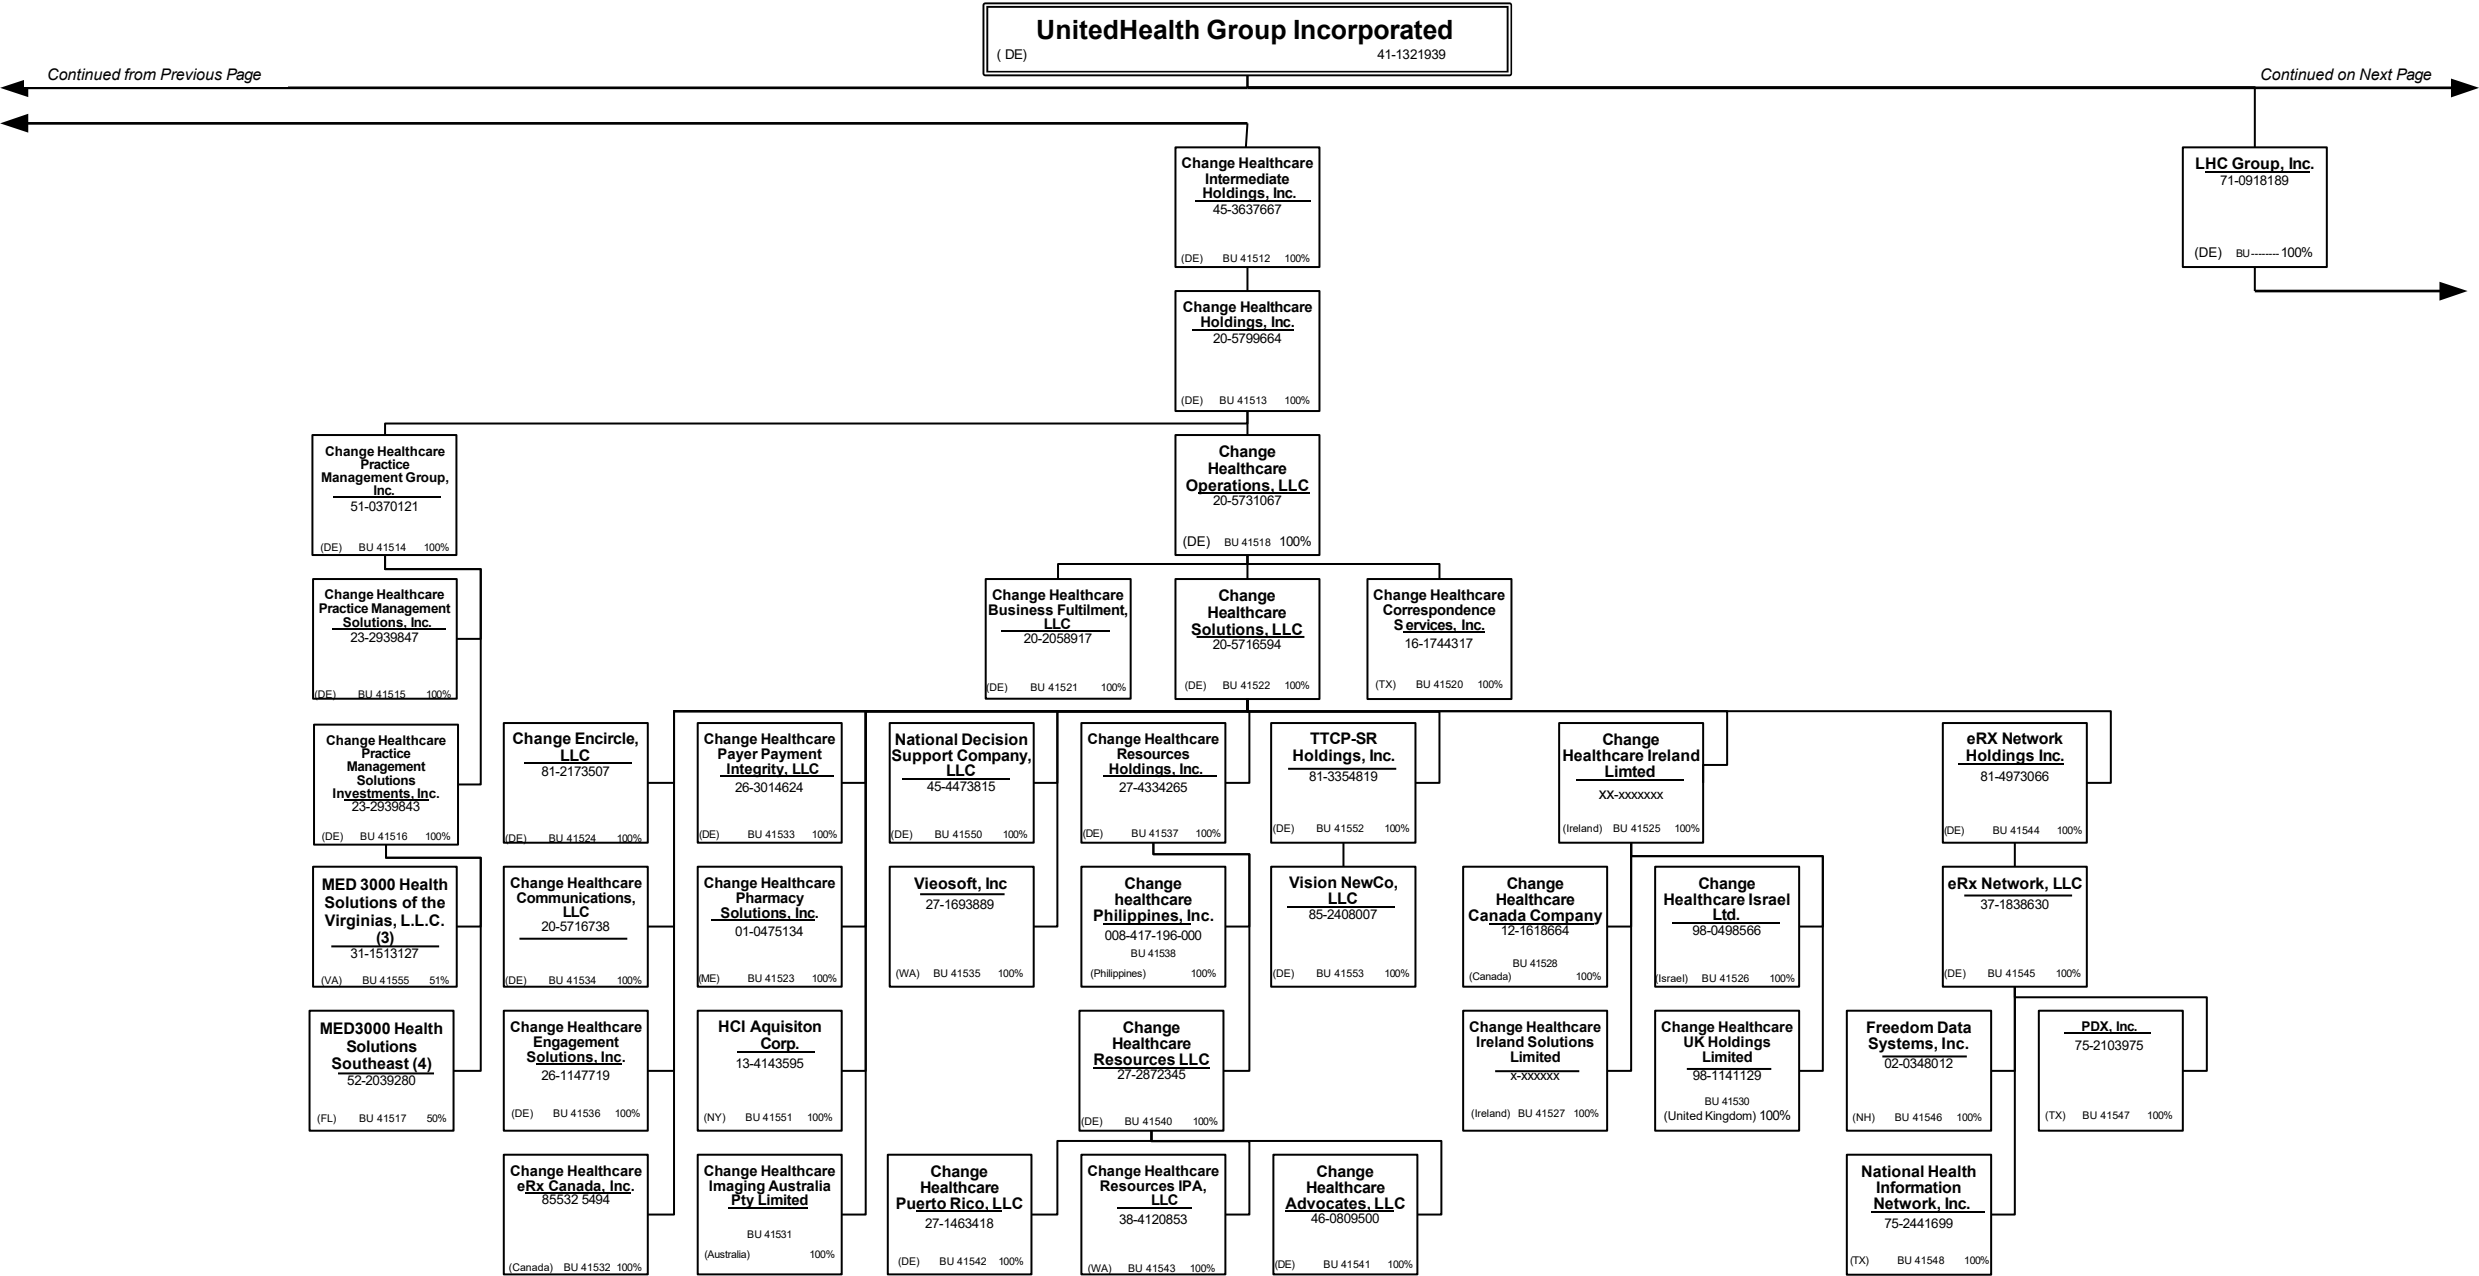 UnitedHealth Group Incorporated
( DE) 41-1321939
Continued from Previous Page
Continued on Next Page
Change Healthcare
Intermediate
Holdings, Inc.
45-3637667
(DE) BU 41512 100%
LHC Group, Inc.
71-0918189
(DE) BU-------- 100%
Change Healthcare
Holdings, Inc.
20-5799664
(DE) BU 41513 100%
Change Healthcare
Practice
Management Group,
Inc.
51-0370121
(DE) BU 41514 100%
Change
Healthcare
Operations, LLC
20-5731067
(DE) BU 41518 100%
Change Healthcare
Practice Management
Solutions, Inc.
23-2939847
(DE) BU 41515 100%
Change Healthcare
Business Fultilment,
LLC
20-2058917
(DE) BU 41521 100%
Change
Healthcare
Solutions, LLC
20-5716594
(DE) BU 41522 100%
Change Healthcare
Correspondence
Services, Inc.
16-1744317
(TX) BU 41520 100%
Change Healthcare
Practice
Management
Solutions
Investments, Inc.
23-2939843
(DE) BU 41516 100%
Change Encircle,
LLC
81-2173507
(DE) BU 41524 100%
Change Healthcare
Payer Payment
Integrity, LLC
26-3014624
(DE) BU 41533 100%
National Decision
Support Company,
LLC
45-4473815
(DE) BU 41550 100%
Change Healthcare
Resources
Holdings, Inc.
27-4334265
(DE) BU 41537 100%
TTCP-SR
Holdings, Inc.
81-3354819
(DE) BU 41552 100%
Change
Healthcare Ireland
Limted
XX-xxxxxxx
(Ireland) BU 41525 100%
eRX Network
Holdings Inc.
81-4973066
(DE) BU 41544 100%
MED 3000 Health
Solutions of the
Virginias, L.L.C.
(3)
31-1513127
(VA) BU 41555 51%
Change Healthcare
Communications,
LLC
20-5716738
(DE) BU 41534 100%
Change Healthcare
Pharmacy
Solutions, Inc.
01-0475134
(ME) BU 41523 100%
Vieosoft, Inc
27-1693889
(WA) BU 41535 100%
Change
healthcare
Philippines, Inc.
008-417-196-000
BU 41538
(Philippines) 100%
Vision NewCo,
LLC
85-2408007
(DE) BU 41553 100%
Change
Healthcare
Canada Company
12-1618664
BU 41528
(Canada) 100%
Change
Healthcare Israel
Ltd.
98-0498566
(Israel) BU 41526 100%
eRx Network, LLC
37-1838630
(DE) BU 41545 100%
MED3000 Health
Solutions
Southeast (4)
52-2039280
(FL) BU 41517 50%
Change Healthcare
Engagement
Solutions, Inc.
26-1147719
(DE) BU 41536 100%
HCI Aquisiton
Corp.
13-4143595
(NY) BU 41551 100%
Change
Healthcare
Resources LLC
27-2872345
(DE) BU 41540 100%
Change Healthcare
Ireland Solutions
Limited
x-xxxxxx
(Ireland) BU 41527 100%
Change Healthcare
UK Holdings
Limited
98-1141129
BU 41530
(United Kingdom) 100%
Freedom Data
Systems, Inc.
02-0348012
(NH) BU 41546 100%
PDX, Inc.
75-2103975
(TX) BU 41547 100%
Change Healthcare
eRx Canada, Inc.
85532 5494
(Canada) BU 41532 100%
Change Healthcare
Imaging Australia
Pty Limited
BU 41531
(Australia) 100%
Change
Healthcare
Puerto Rico, LLC
27-1463418
(DE) BU 41542 100%
Change Healthcare
Resources IPA,
LLC
38-4120853
(WA) BU 41543 100%
Change
Healthcare
Advocates, LLC
46-0809500
(DE) BU 41541 100%
National Health
Information
Network, Inc.
75-2441699
(TX) BU 41548 100%